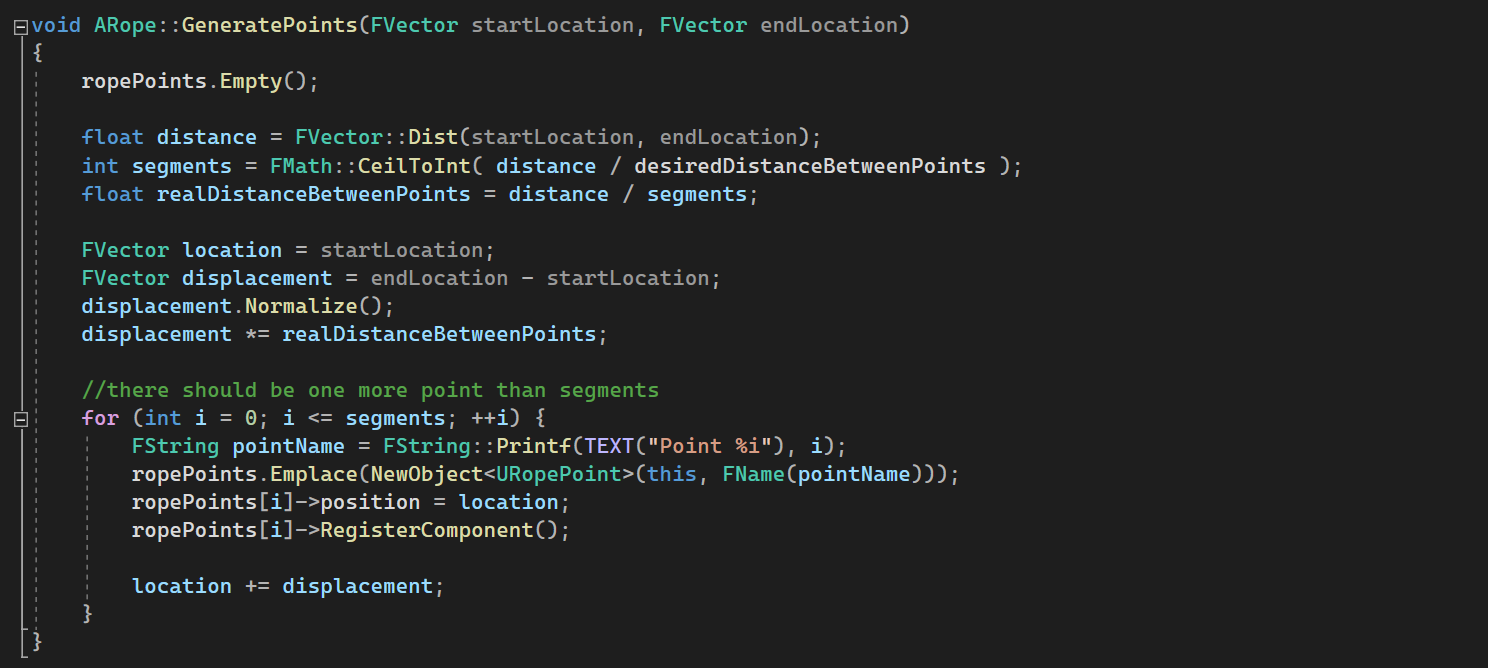 void ARope::GeneratePoints(FVector startLocation, FVector endLocation)
{
ropePoints.Empty();
float distance = FVector::Dist(startLocation, endLocation);
int segments = FMath::CeilToInt( distance / desiredDistanceBetweenPoints );
float realDistanceBetweenPoints = distance / segments;
FVector location = startLocation;
FVector displacement = endLocation - startLocation;
displacement.Normalize();
displacement *= realDistanceBetweenPoints;
//there should be one more point than segments
for (int i = 0; i <= segments; ++i) {
FString pointName = FString::Printf(TEXT("Point %i"), i);
ropePoints.Emplace(NewObject<URopePoint>(this, FName(pointName)));
ropePoints[i]->position = location;
ropePoints[i]->RegisterComponent();
location += displacement;
}
}